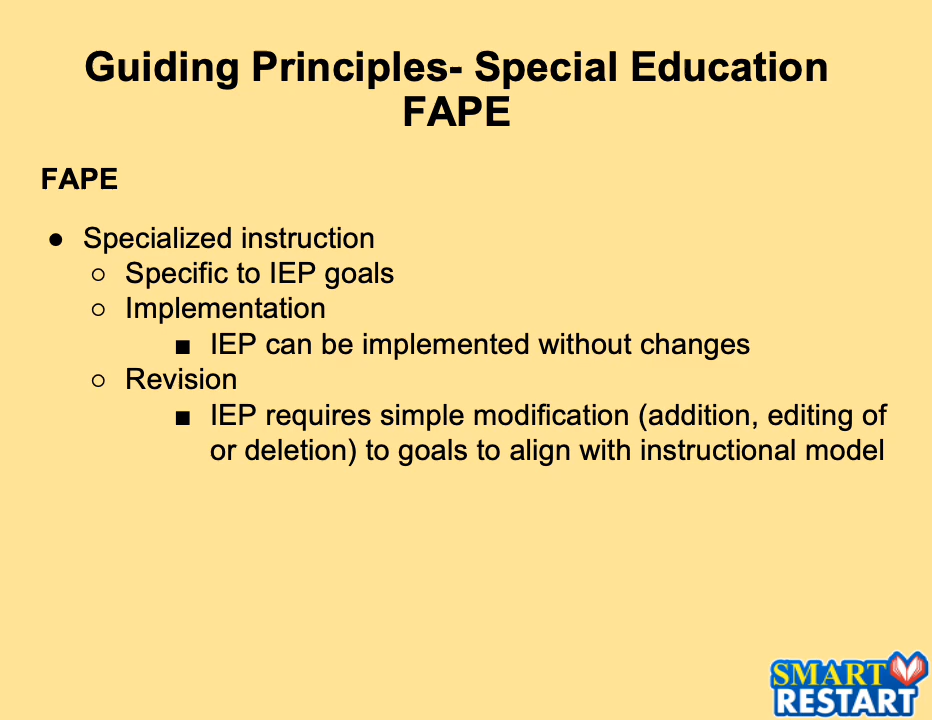 Guiding Principles- Special Education
FAPE
FAPE
● Specialized instruction
○ Specific to IEP goals
○ Implementation
■ IEP can be implemented without changes
○ Revision
■ IEP requires simple modification (addition, editing of
or deletion) to goals to align with instructional model
SMART
RESTART